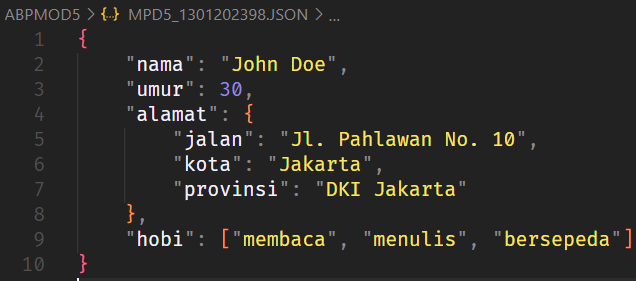 ABPMOD5 > {..} MPD5_1301202398.JSON > ...
1 {
2 "nama": "John Doe",
3 "umur": 30,
4 "alamat": {
5 "jalan": "Jl. Pahlawan No. 10",
6 "kota": "Jakarta",
7 "provinsi": "DKI Jakarta"
8 },
9 "hobi": ["membaca", "menulis", "bersepeda"]
10 }